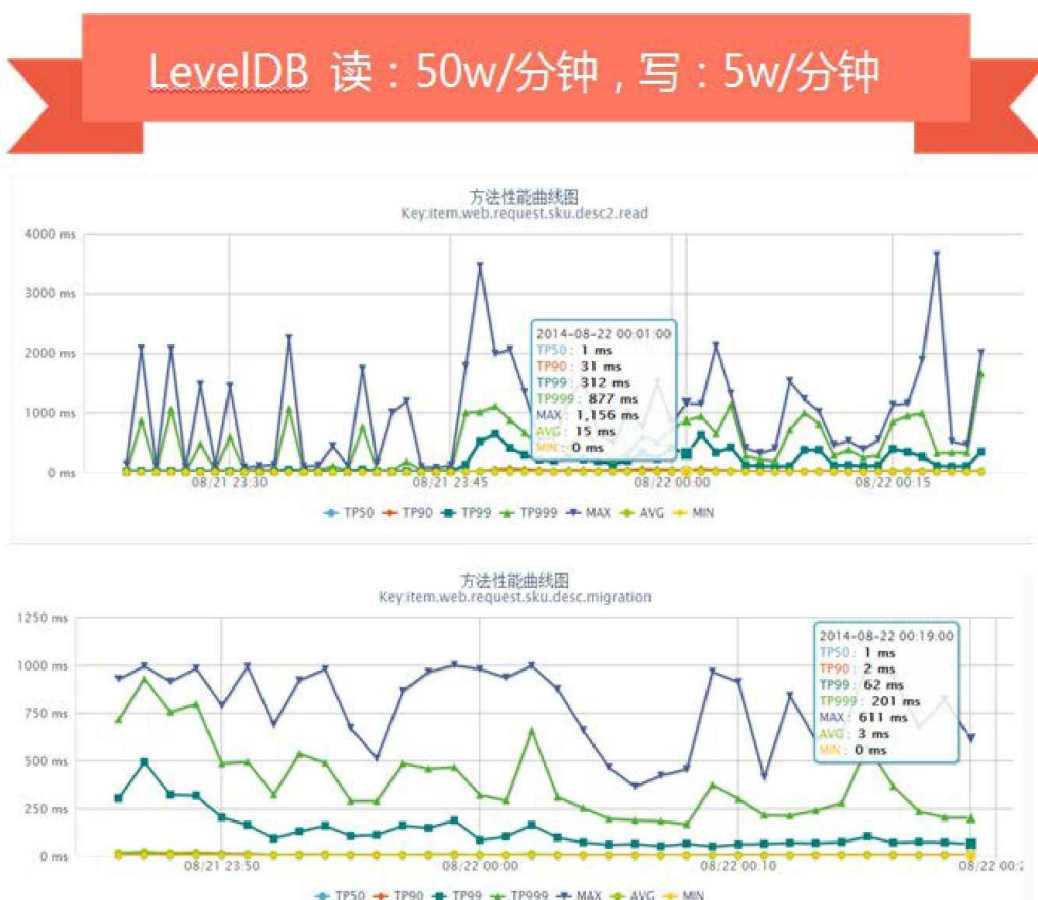 LevelDB 读：50w/分钟，写：5w/分钟
方法性能曲线图
Key:item.web.request.sku.desc2.read
4000 ms
3000 ms
2000 ms
1000 ms
0 ms
2014-08-22 00:01:00
TP50： 1 ms
TP90： 31 ms
TP99： 312 ms
TP999： 877 ms
MAX： 1,156 ms
AVG： 15 ms
MIN： 0 ms
08/21 23:30 08/21 23:45 08/22 00:00 08/22 00:15
TP50 TP90 TP99 TP999 MAX AVG MIN
方法性能曲线图
Key:item.web.request.sku.desc.migration
1250 ms
1000 ms
750 ms
500 ms
250 ms
0 ms
2014-08-22 00:19:00
TP50： 1 ms
TP90： 2 ms
TP99： 62 ms
TP999： 201 ms
MAX： 611 ms
AVG： 3 ms
MIN： 0 ms
08/21 23:50 08/22 00:00 08/22 00:10 08/22 00:2
TP50 TP90 TP99 TP999 MAX AVG MIN